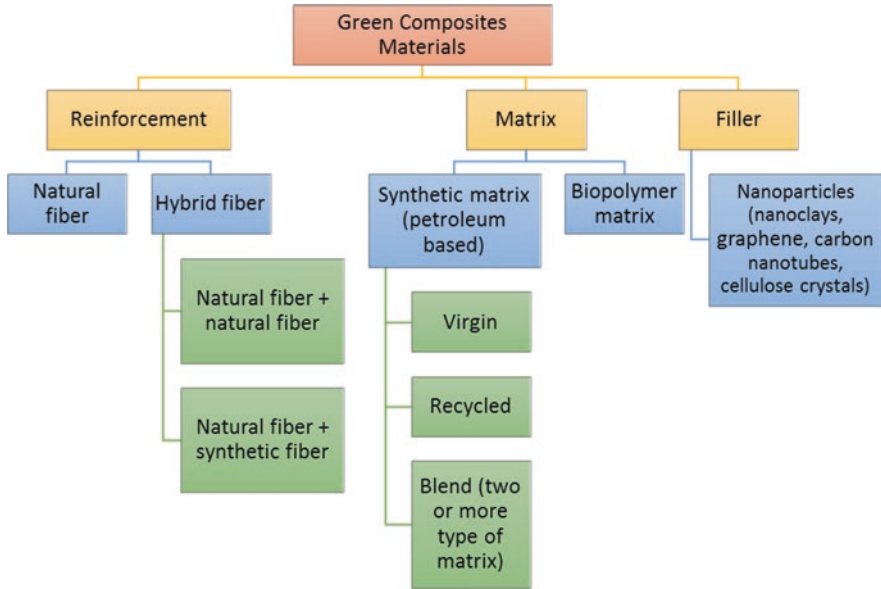 Green Composites
Materials
Reinforcement
Matrix
Filler
Natural
fiber
Hybrid fiber
Synthetic matrix
(petroleum
based)
Biopolymer
matrix
Nanoparticles
(nanoclays,
graphene, carbon
nanotubes,
cellulose crystals)
Natural fiber +
natural fiber
Natural fiber +
synthetic fiber
Virgin
Recycled
Blend (two
or more
type of
matrix)